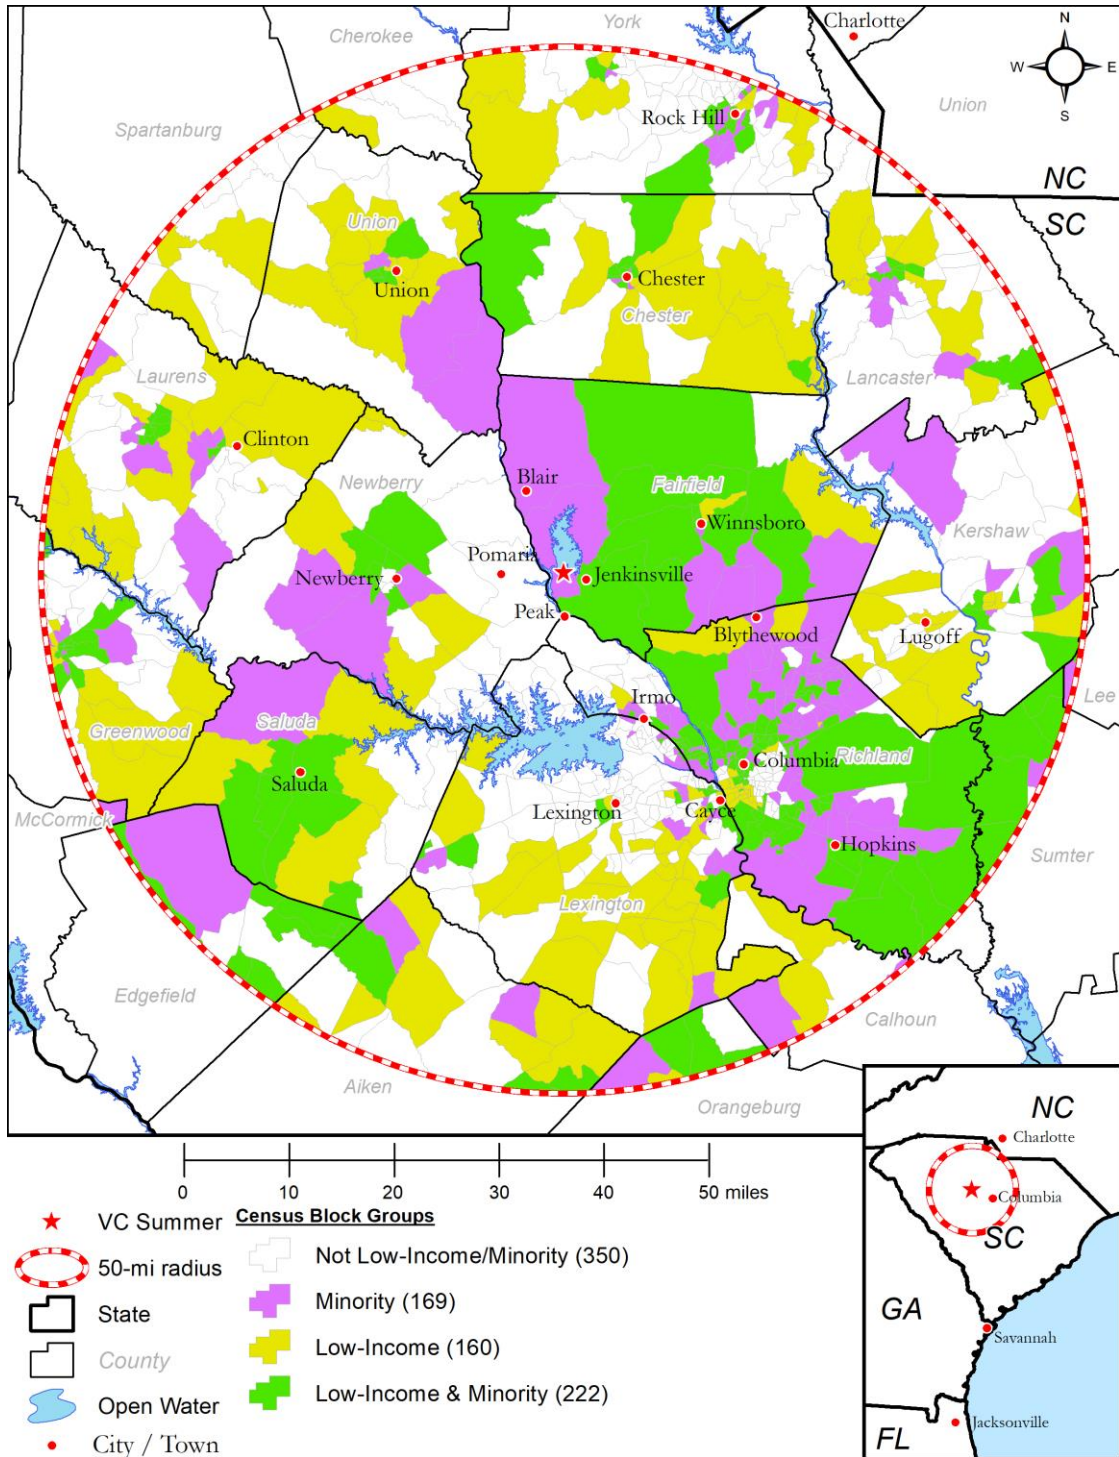 Charlotte
York
Cherokee
N
W E
S
Union
Spartanburg
Rock Hill
NC
SC
Union
Union
Chester
Chester
Laurens
Lancaster
Clinton
Newberry
Blair
Fairfield
Winnsboro
Kershaw
Pomaria
Newberry
Jenkinsville
Peak
Blythewood
Lugoff
Lee
Irmo
Greenwood
Saluda
Richland
Columbia
Saluda
McCormick
Lexington
Cayce
Hopkins
Sumter
Lexington
Edgefield
Calhoun
Aiken
Orangeburg
0 10 20 30 40 50 miles
VC Summer
50-mi radius
State
County
Open Water
City / Town
Census Block Groups
Not Low-Income/Minority (350)
Minority (169)
Low-Income (160)
Low-Income & Minority (222)
NC
Charlotte
Columbia
SC
GA
Savannah
Jacksonville
FL